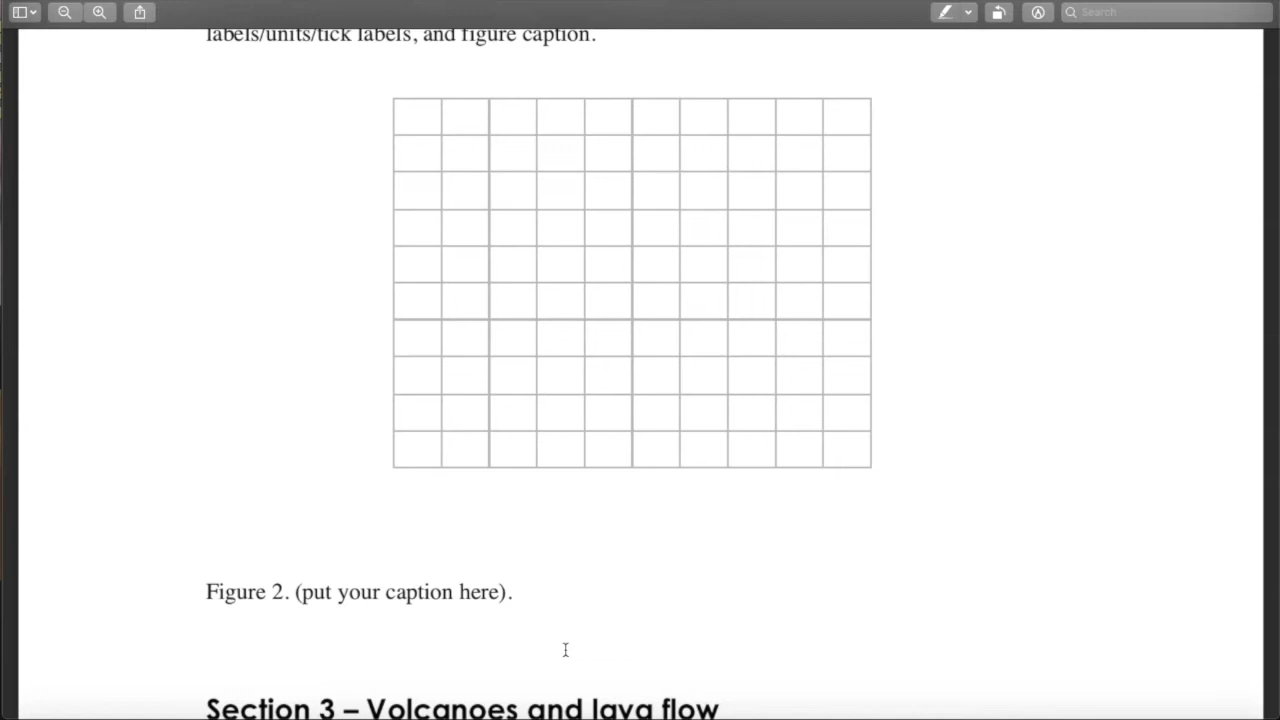 Search
labels/units/tick labels, and figure caption.
Figure 2. (put your caption here).
Section 3 – Volcanoes and lava flow